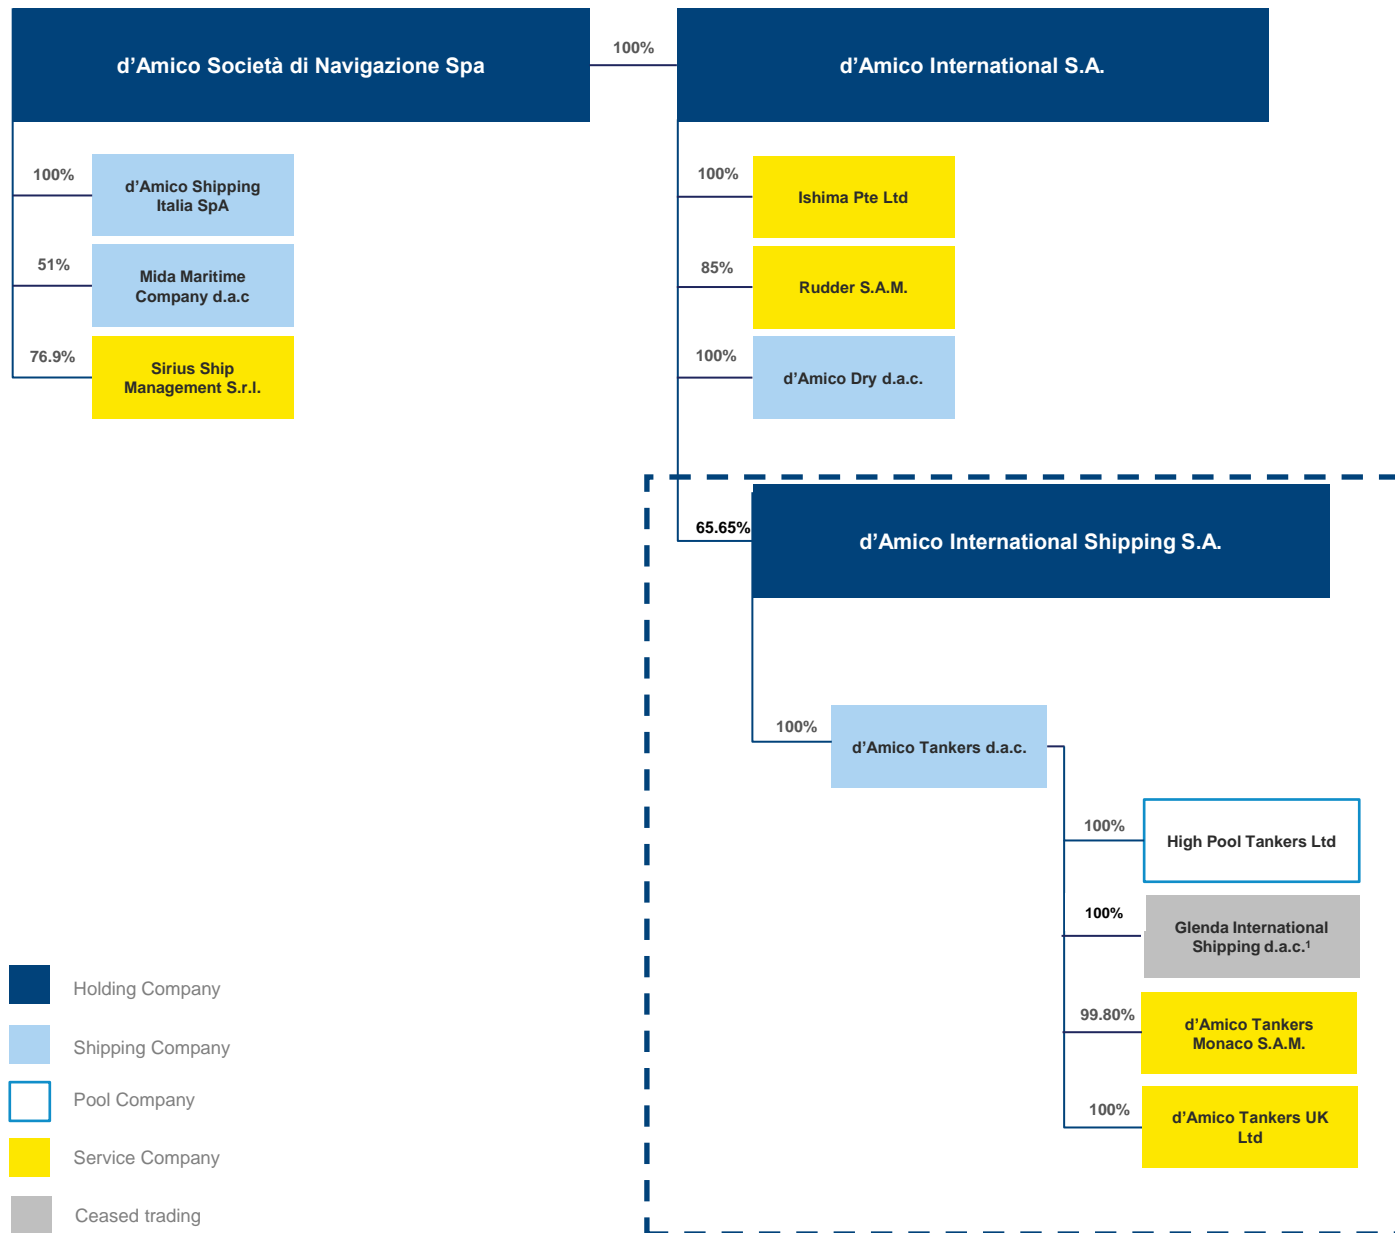 d’Amico Società di Navigazione Spa
100%
d’Amico International S.A.
100%
d’Amico Shipping
Italia SpA
51%
Mida Maritime
Company d.a.c
76.9%
Sirius Ship
Management S.r.l.
100%
Ishima Pte Ltd
85%
Rudder S.A.M.
100%
d’Amico Dry d.a.c.
65.65%
d’Amico International Shipping S.A.
100%
d’Amico Tankers d.a.c.
100%
High Pool Tankers Ltd
100%
Glenda International
Shipping d.a.c.¹
99.80%
d’Amico Tankers
Monaco S.A.M.
100%
d’Amico Tankers UK
Ltd
Holding Company
Shipping Company
Pool Company
Service Company
Ceased trading